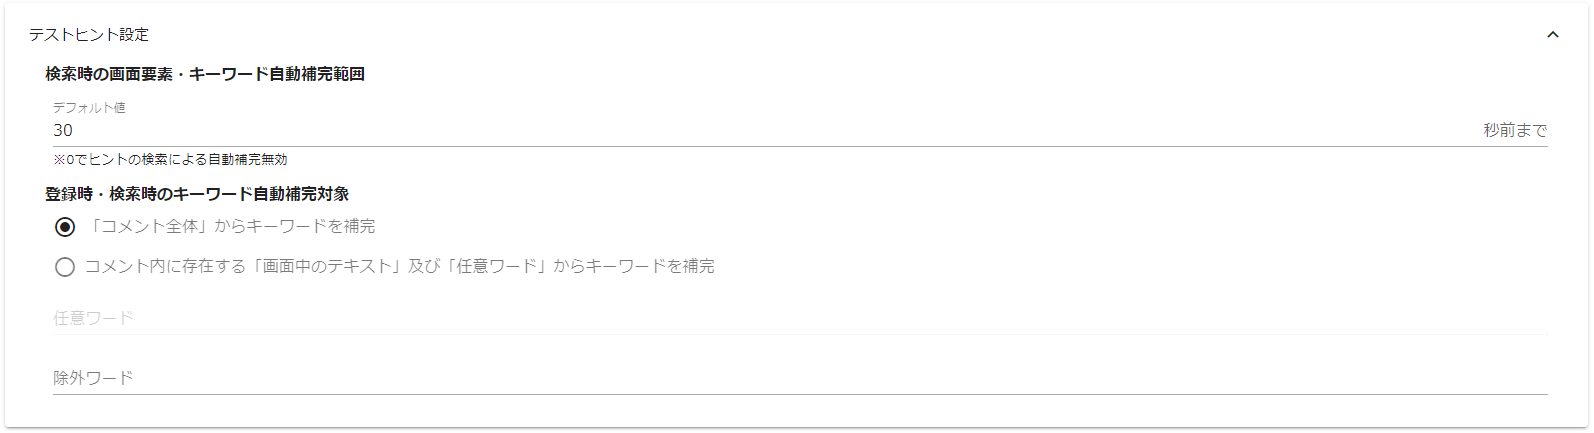 テストヒント設定
検索時の画面要素・キーワード自動補完範囲
デフォルト値
30 秒前まで
※0でヒントの検索による自動補完無効
登録時・検索時のキーワード自動補完対象
「コメント全体」からキーワードを補完
コメント内に存在する「画面中のテキスト」及び「任意ワード」からキーワードを補完
任意ワード
除外ワード